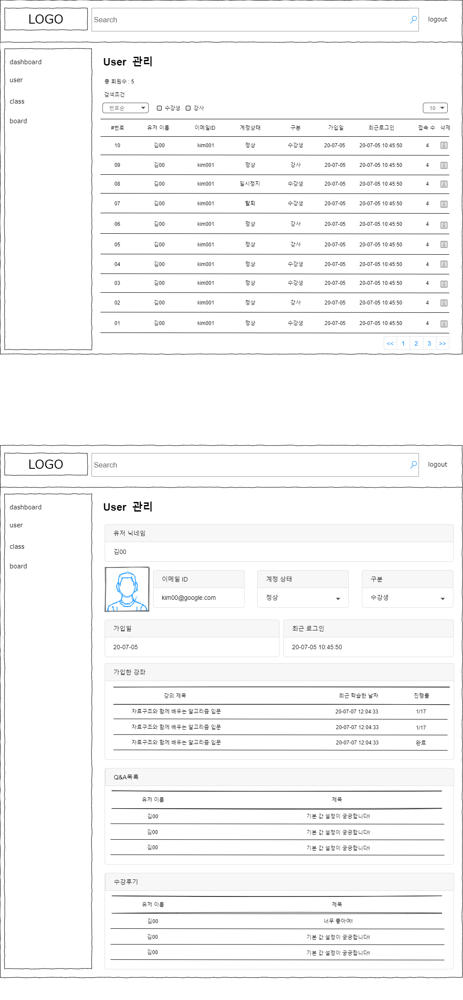 LOGO
Search
logout
dashboard
user
class
board
User 관리
총 회원수 : 5
검색조건
번호순 수강생 강사 10
#번호 유저 이름 이메일ID 계정상태 구분 가입일 최근로그인 접속 수 삭제
10 김00 kim001 정상 수강생 20-07-05 20-07-05 10:45:50 4
09 김00 kim001 정상 강사 20-07-05 20-07-05 10:45:50 4
08 김00 kim001 일시정지 수강생 20-07-05 20-07-05 10:45:50 4
07 김00 kim001 탈퇴 수강생 20-07-05 20-07-05 10:45:50 4
06 김00 kim001 정상 강사 20-07-05 20-07-05 10:45:50 4
05 김00 kim001 정상 강사 20-07-05 20-07-05 10:45:50 4
04 김00 kim001 정상 수강생 20-07-05 20-07-05 10:45:50 4
03 김00 kim001 정상 수강생 20-07-05 20-07-05 10:45:50 4
02 김00 kim001 정상 강사 20-07-05 20-07-05 10:45:50 4
01 김00 kim001 정상 수강생 20-07-05 20-07-05 10:45:50 4
<< 1 2 3 >>
LOGO
Search
logout
dashboard
user
class
board
User 관리
유저 닉네임
김00
이메일 ID 계정 상태 구분
kim00@google.com 정상 수강생
가입일 최근 로그인
20-07-05 20-07-05 10:45:50
가입한 강좌
강의 제목 최근 학습한 날짜 진행률
자료구조와 함께 배우는 알고리즘 입문 20-07-07 12:04:33 1/17
자료구조와 함께 배우는 알고리즘 입문 20-07-07 12:04:33 1/17
자료구조와 함께 배우는 알고리즘 입문 20-07-07 12:04:33 완료
Q&A목록
유저 이름 제목
김00 기본 값 설정이 궁긍합니다!
김00 기본 값 설정이 궁긍합니다!
김00 기본 값 설정이 궁긍합니다!
수강후기
유저 이름 제목
김00 너무 좋아여!
김00 기본 값 설정이 궁긍합니다!
김00 기본 값 설정이 궁긍합니다!